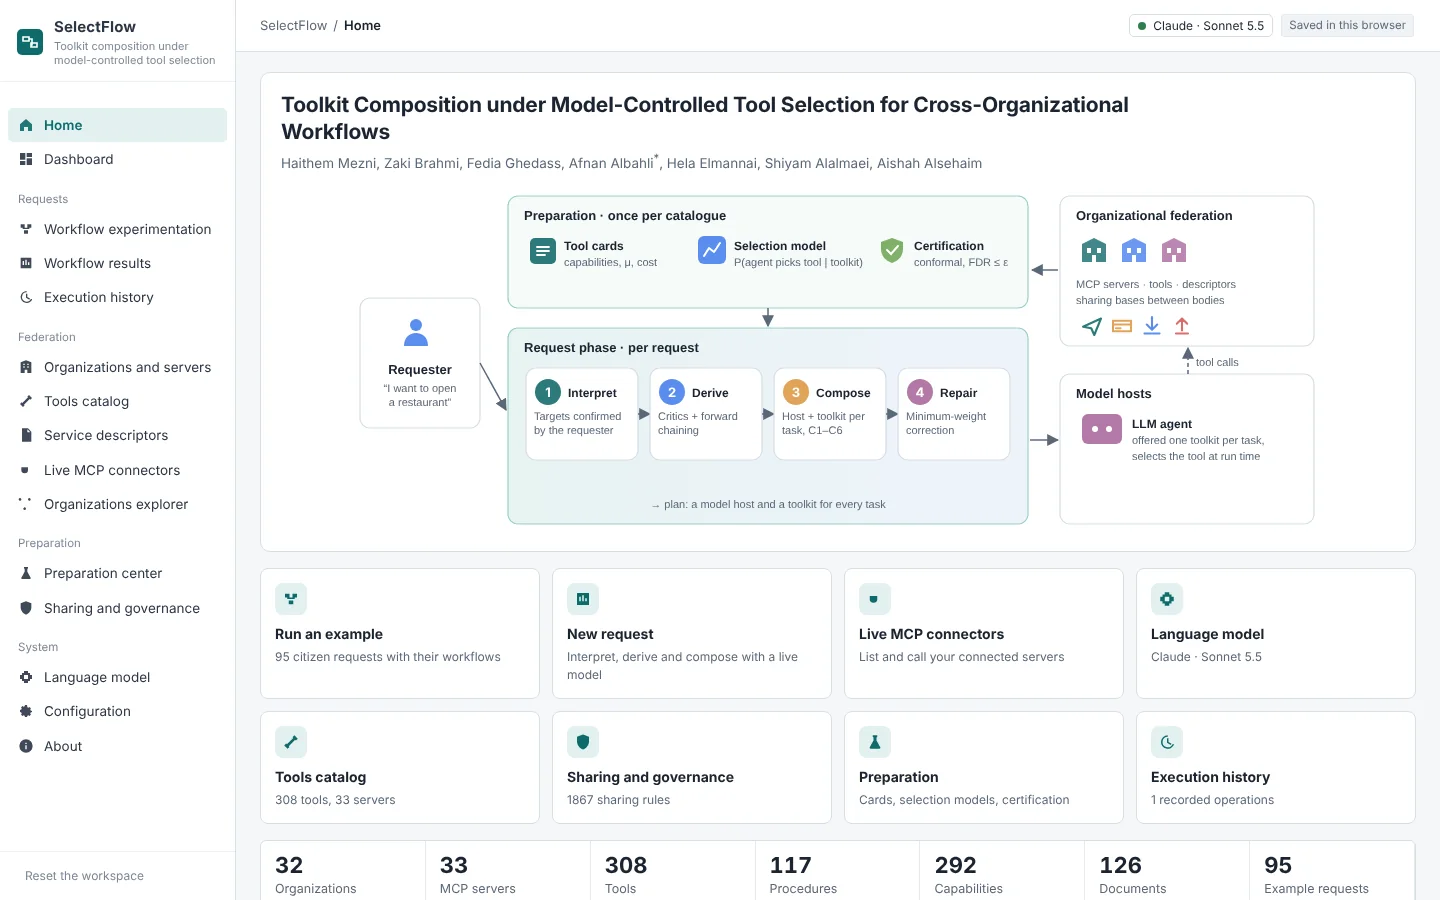 SelectFlow
Toolkit composition under
model-controlled tool selection
Home
Dashboard
Requests
Workflow experimentation
Workflow results
Execution history
Federation
Organizations and servers
Tools catalog
Service descriptors
Live MCP connectors
Organizations explorer
Preparation
Preparation center
Sharing and governance
System
Language model
Configuration
About
Reset the workspace
SelectFlow / Home
Claude · Sonnet 5.5
Saved in this browser
Toolkit Composition under Model-Controlled Tool Selection for Cross-Organizational
Workflows
Haithem Mezni, Zaki Brahmi, Fedia Ghedass, Afnan Albahli*, Hela Elmannai, Shiyam Alalmaei, Aishah Alsehaim
Requester
“I want to open
a restaurant”
Preparation · once per catalogue
Tool cards
capabilities, μ, cost
Selection model
P(agent picks tool | toolkit)
Certification
conformal, FDR ≤ ε
Request phase · per request
1 Interpret
Targets confirmed
by the requester
2 Derive
Critics + forward
chaining
3 Compose
Host + toolkit per
task, C1–C6
4 Repair
Minimum-weight
correction
→ plan: a model host and a toolkit for every task
Organizational federation
MCP servers · tools · descriptors
sharing bases between bodies
tool calls
Model hosts
LLM agent
offered one toolkit per task,
selects the tool at run time
Run an example
95 citizen requests with their workflows
New request
Interpret, derive and compose with a live
model
Live MCP connectors
List and call your connected servers
Language model
Claude · Sonnet 5.5
Tools catalog
308 tools, 33 servers
Sharing and governance
1867 sharing rules
Preparation
Cards, selection models, certification
Execution history
1 recorded operations
32
Organizations
33
MCP servers
308
Tools
117
Procedures
292
Capabilities
126
Documents
95
Example requests